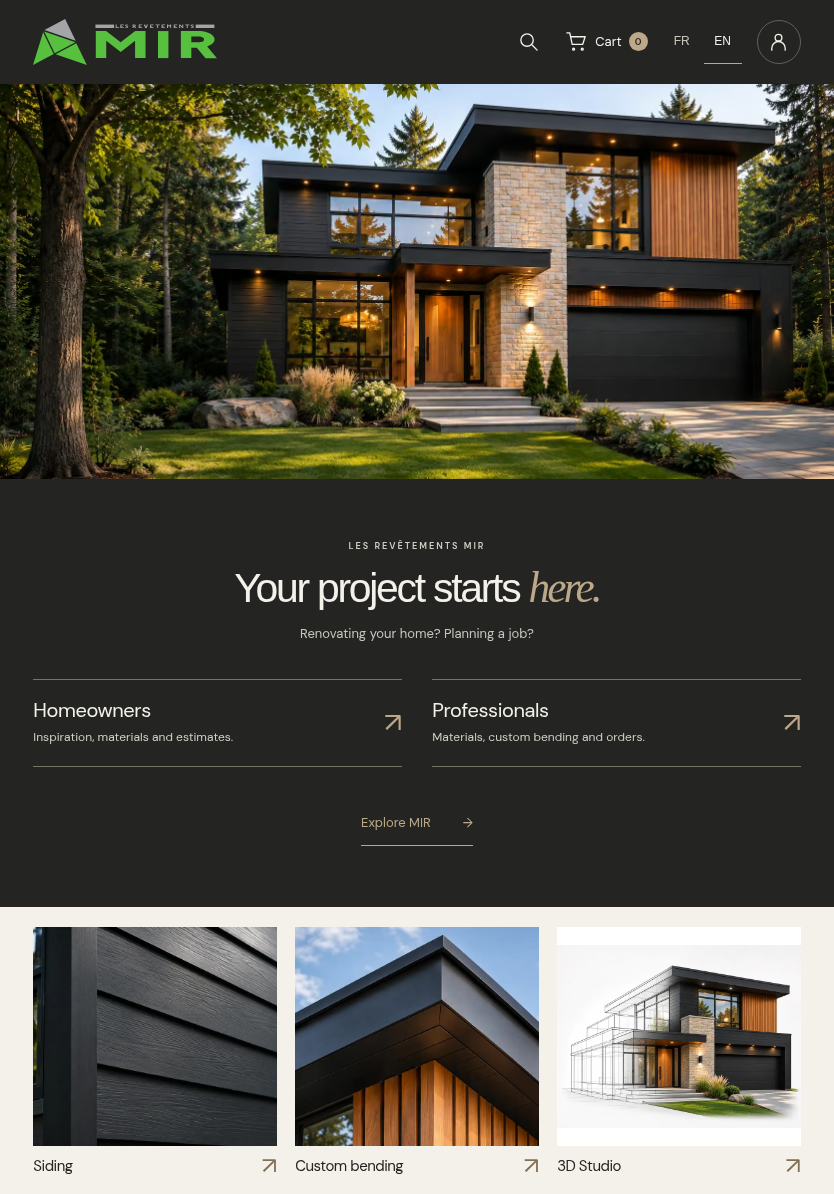 LES REVETEMENTS
MIR
Cart 0 FR EN
LES REVÊTEMENTS MIR
Your project starts here.
Renovating your home? Planning a job?
Homeowners
Inspiration, materials and estimates.
Professionals
Materials, custom bending and orders.
Explore MIR
Siding
Custom bending
3D Studio